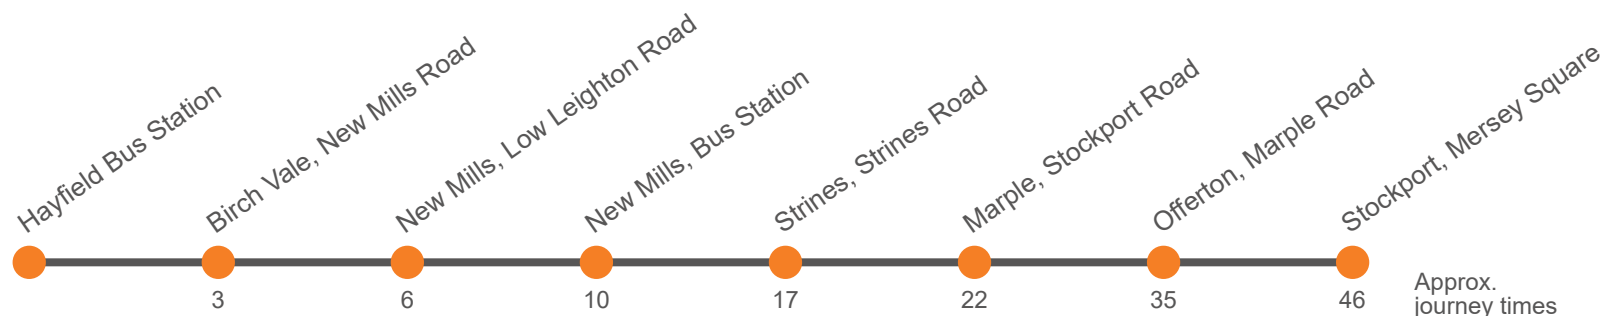 Hayfield Bus Station
Birch Vale, New Mills Road
New Mills, Low Leighton Road
New Mills, Bus Station
Strines, Strines Road
Marple, Stockport Road
Offerton, Marple Road
Stockport, Mersey Square
3
6
10
17
22
35
46
Approx.
journey times